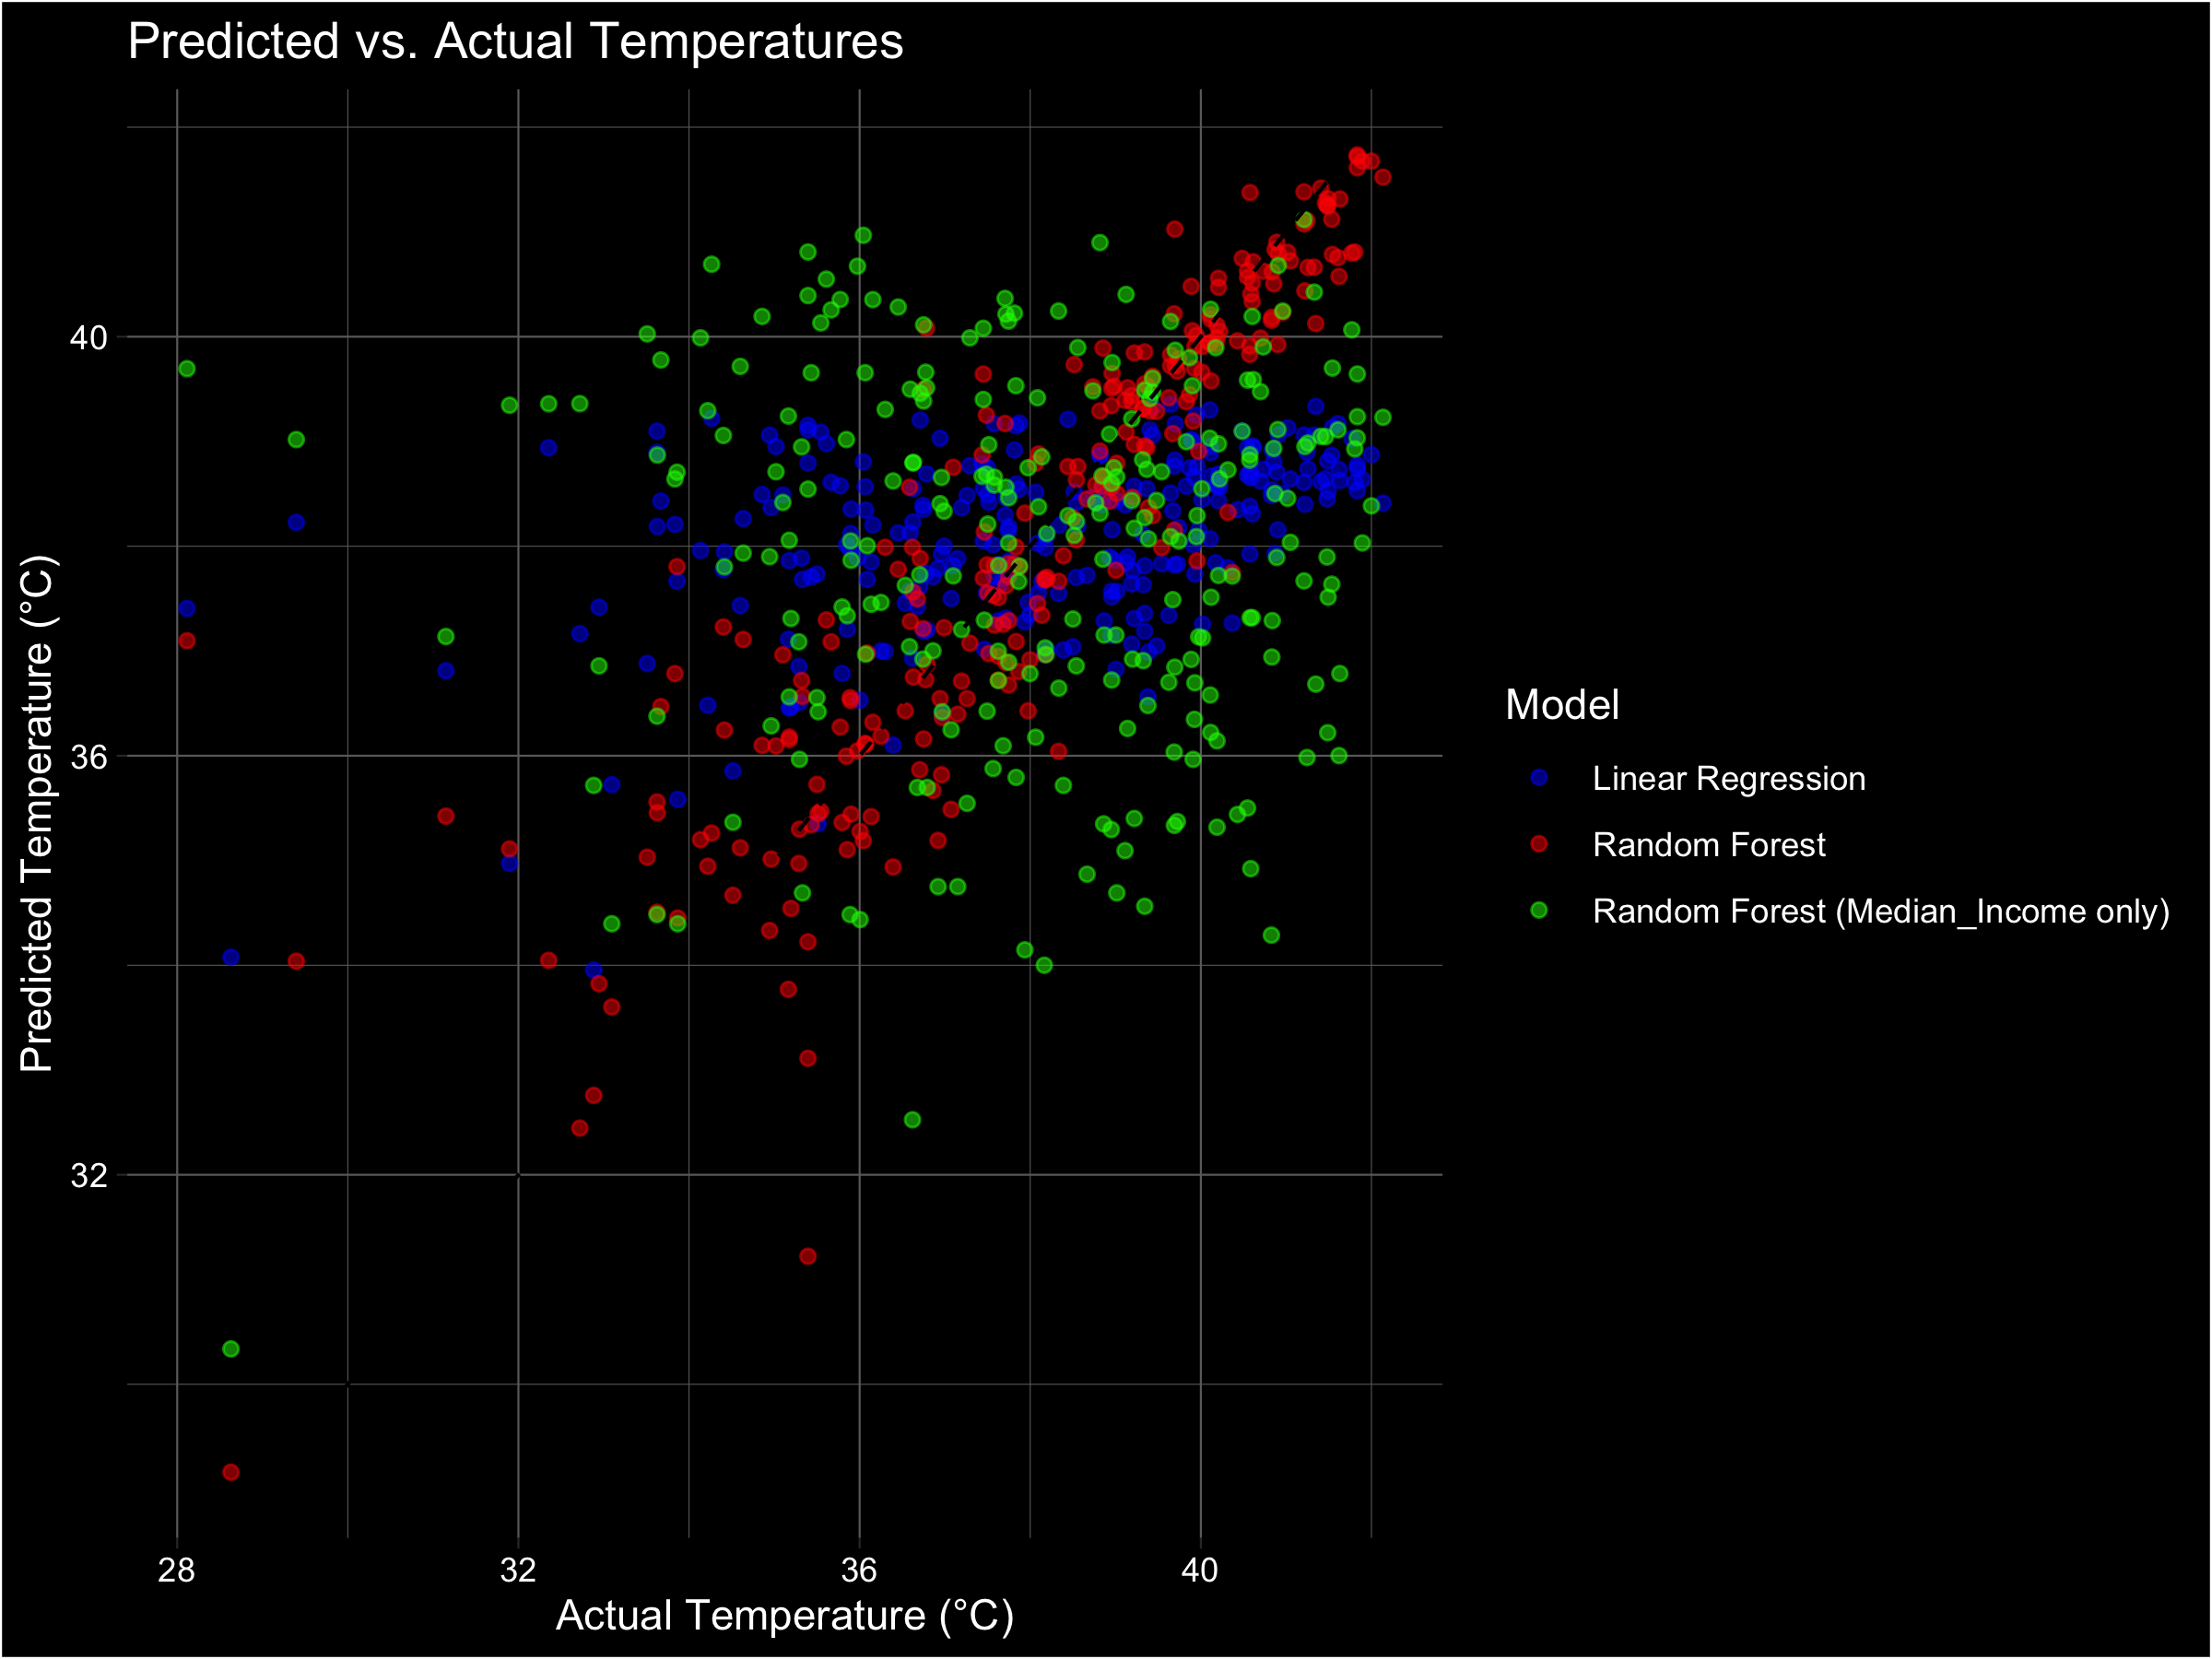 Predicted vs. Actual Temperatures
Predicted Temperature (°C)
40
36
32
28
32
36
40
Actual Temperature (°C)
Model
Linear Regression
Random Forest
Random Forest (Median_Income only)